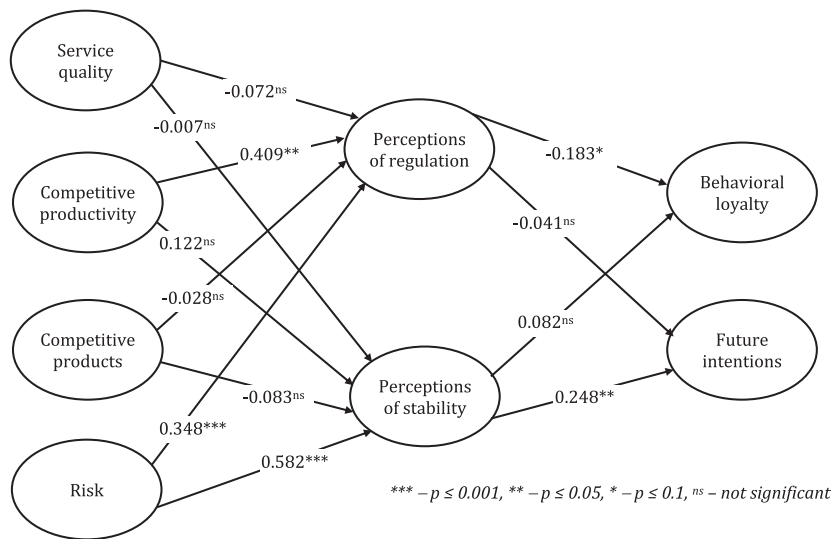 Service
quality
-0.072ns
-0.007ns
Perceptions
of regulation
0.409**
-0.183*
Competitive
productivity
Behavioral
loyalty
-0.041ns
0.122ns
-0.028ns
0.082ns
Competitive
products
Future
intentions
Perceptions
of stability
-0.083ns
0.248**
0.348***
0.582***
Risk
*** – p ≤ 0.001, ** – p ≤ 0.05, * – p ≤ 0.1, ns – not significant